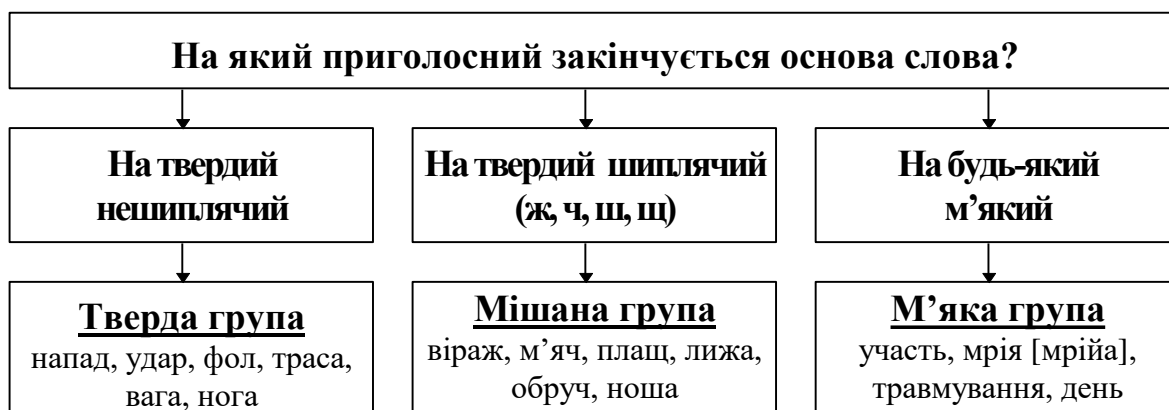 На який приголосний закінчується основа слова?
На твердий
нешиплячий
На твердий шиплячий
(ж, ч, ш, щ)
На будь-який
м’який
Тверда група
напад, удар, фол, траса,
вага, нога
Мішана група
віраж, м’яч, плащ, лижа,
обруч, ноша
М’яка група
участь, мрія [мрійа],
травмування, день